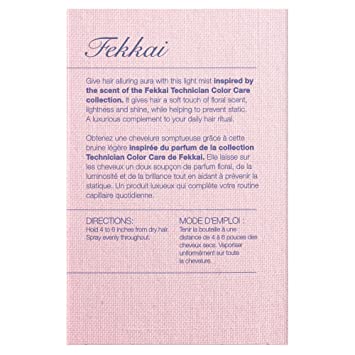 Fekkai
Give hair alluring aura with this light mist inspired by
the scent of the Fekkai Technician Color Care
collection. It gives hair a soft touch of floral scent,
lightness and shine, while helping to prevent static.
A luxurious complement to your daily hair ritual.
Obtenez une chevelure somptueuse grâce à cette
bruine légère inspirée du parfum de la collection
Technician Color Care de Fekkai. Elle laisse sur
les cheveux un doux soupçon de parfum floral, de la
luminosité et de la brillance tout en aidant à prévenir la
statique. Un produit luxueux qui complète votre routine
capillaire quotidienne.
DIRECTIONS:
Hold 4 to 6 inches from dry hair.
Spray evenly throughout.
MODE D'EMPLOI :
Tenir la bouteille à une
distance de 4 à 6 pouces des
cheveux secs. Vaporiser
uniformément sur toute
la chevelure.